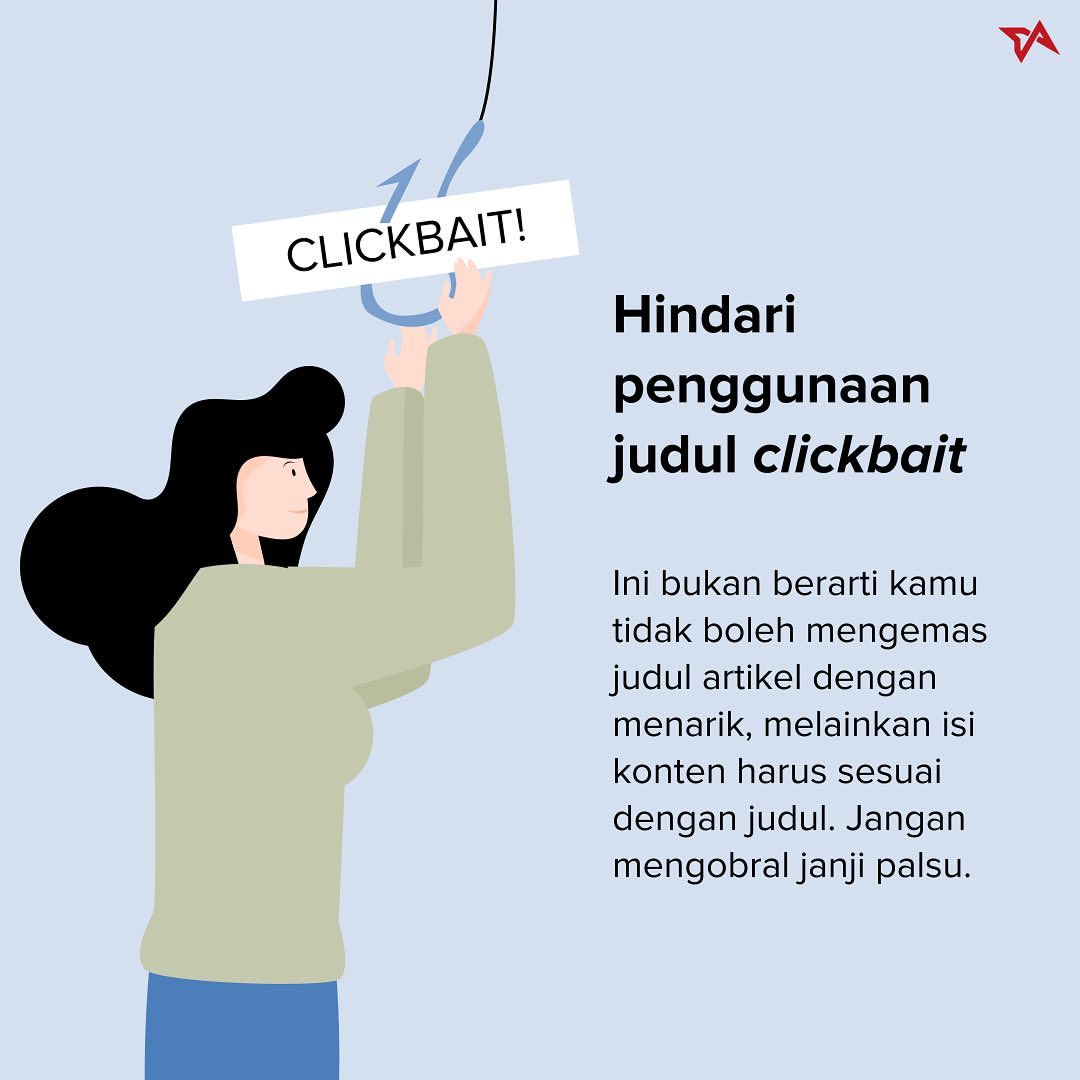 CLICKBAIT!
Hindari
penggunaan
judul clickbait
Ini bukan berarti kamu
tidak boleh mengemas
judul artikel dengan
menarik, melainkan isi
konten harus sesuai
dengan judul. Jangan
mengobral janji palsu.